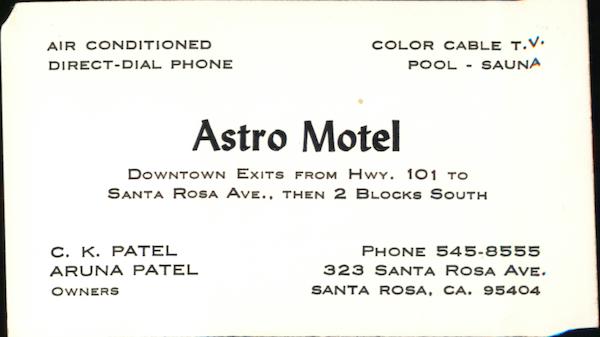 AIR CONDITIONED
DIRECT-DIAL PHONE
COLOR CABLE T.V.
POOL - SAUNA
Astro Motel
DOWNTOWN EXITS FROM HWY. 101 TO
SANTA ROSA AVE., THEN 2 BLOCKS SOUTH
C. K. PATEL
ARUNA PATEL
OWNERS
PHONE 545-8555
323 SANTA ROSA AVE.
SANTA ROSA, CA. 95404